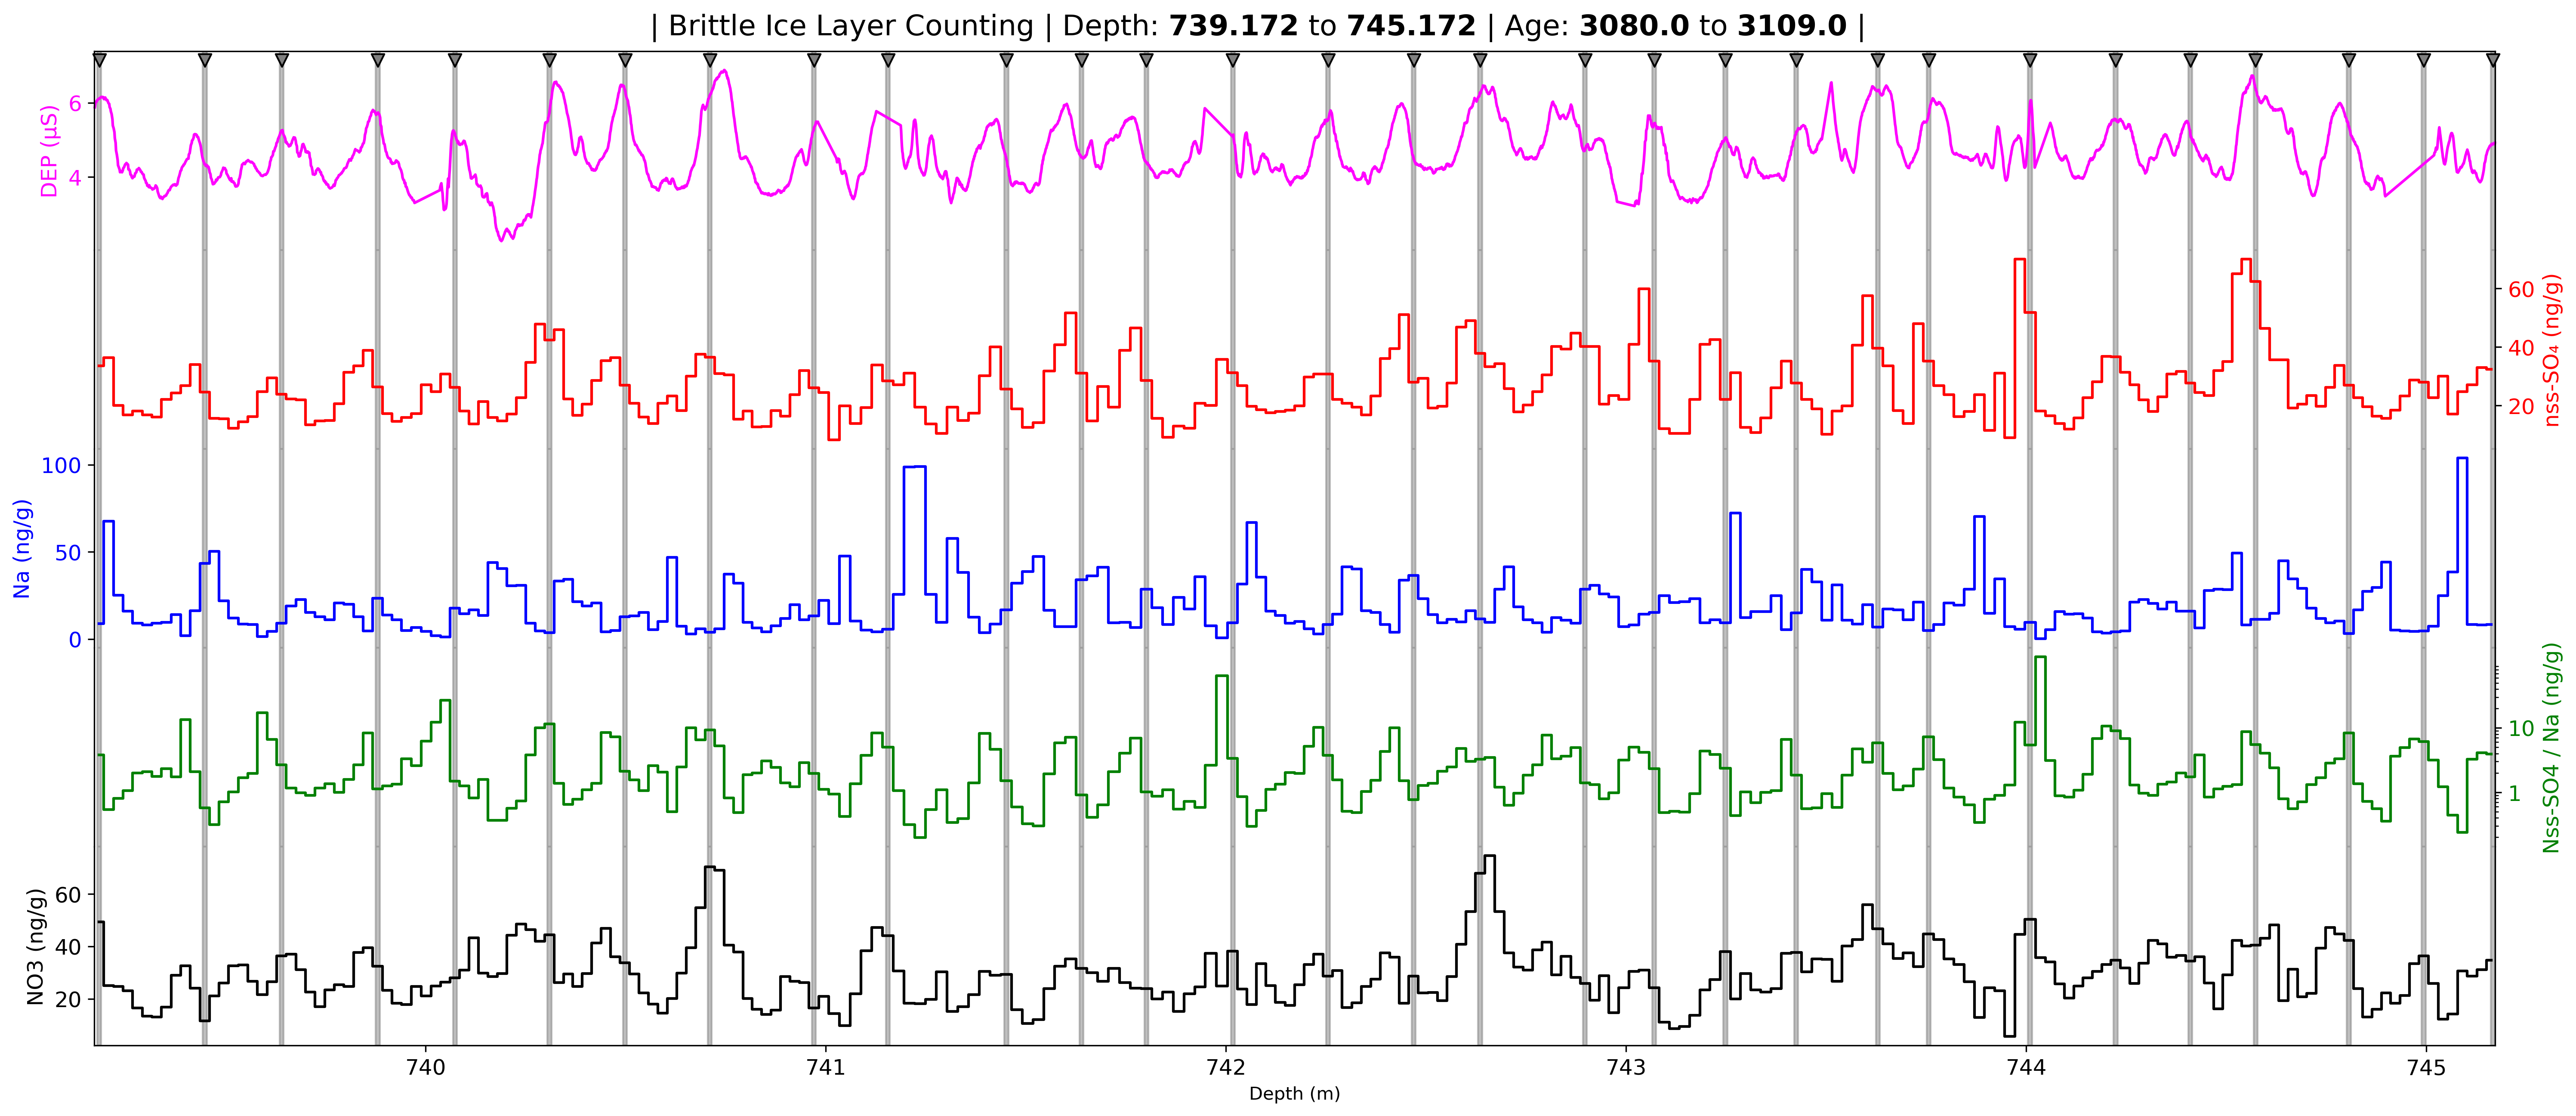 | Brittle Ice Layer Counting | Depth: 739.172 to 745.172 | Age: 3080.0 to 3109.0 |
DEP (μS)
6
4
60
40
20
nss-SO₄ (ng/g)
Na (ng/g)
100
50
0
10
1
Nss-SO4 / Na (ng/g)
NO3 (ng/g)
60
40
20
740
741
742
743
744
745
Depth (m)